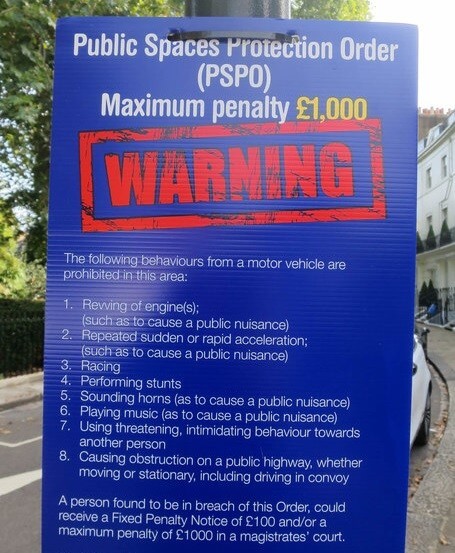 Public Spaces Protection Order
(PSPO)
Maximum penalty £1,000
WARNING
The following behaviours from a motor vehicle are
prohibited in this area:
1. Revving of engine(s);
(such as to cause a public nuisance)
2. Repeated sudden or rapid acceleration;
(such as to cause a public nuisance)
3. Racing
4. Performing stunts
5. Sounding horns (as to cause a public nuisance)
6. Playing music (as to cause a public nuisance)
7. Using threatening, intimidating behaviour towards
another person
8. Causing obstruction on a public highway, whether
moving or stationary, including driving in convoy
A person found to be in breach of this Order, could
receive a Fixed Penalty Notice of £100 and/or a
maximum penalty of £1000 in a magistrates' court.